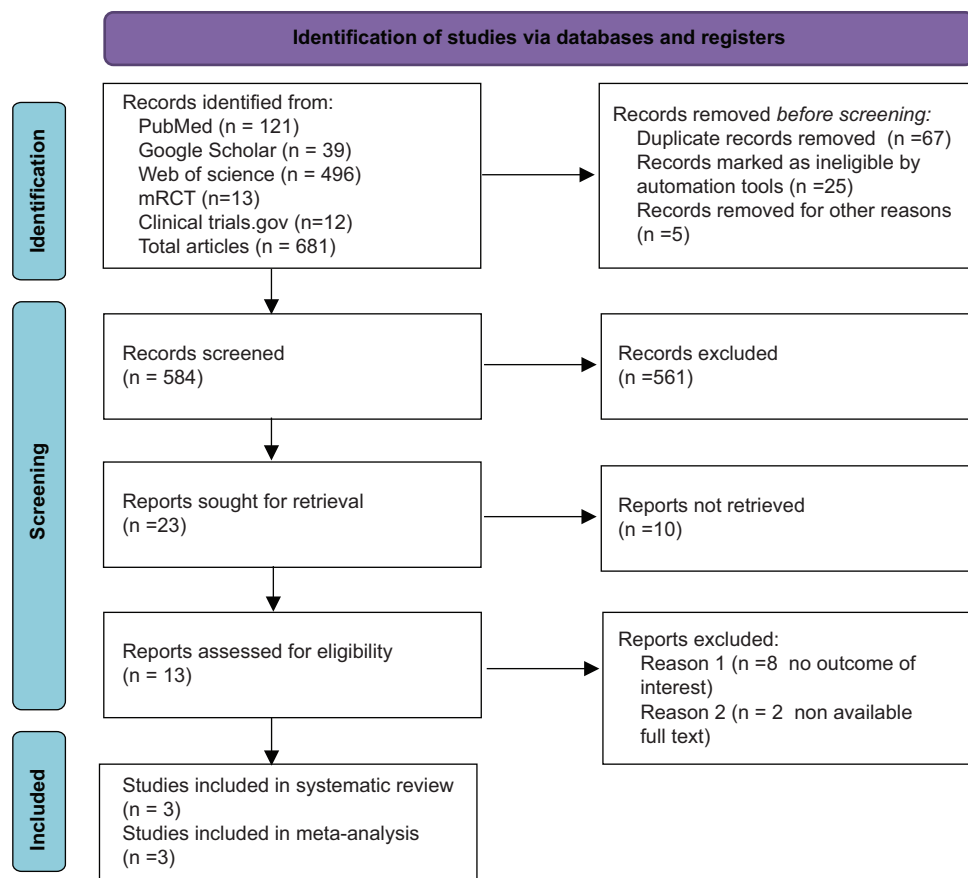 Identification of studies via databases and registers
Identification
Records identified from:
PubMed (n = 121)
Google Scholar (n = 39)
Web of science (n = 496)
mRCT (n=13)
Clinical trials.gov (n=12)
Total articles (n = 681)
Records removed before screening:
Duplicate records removed (n =67)
Records marked as ineligible by
automation tools (n =25)
Records removed for other reasons
(n =5)
Screening
Records screened
(n = 584)
Records excluded
(n =561)
Reports sought for retrieval
(n =23)
Reports not retrieved
(n =10)
Reports assessed for eligibility
(n = 13)
Reports excluded:
Reason 1 (n =8 no outcome of
interest)
Reason 2 (n = 2 non available
full text)
Included
Studies included in systematic review
(n = 3)
Studies included in meta-analysis
(n =3)